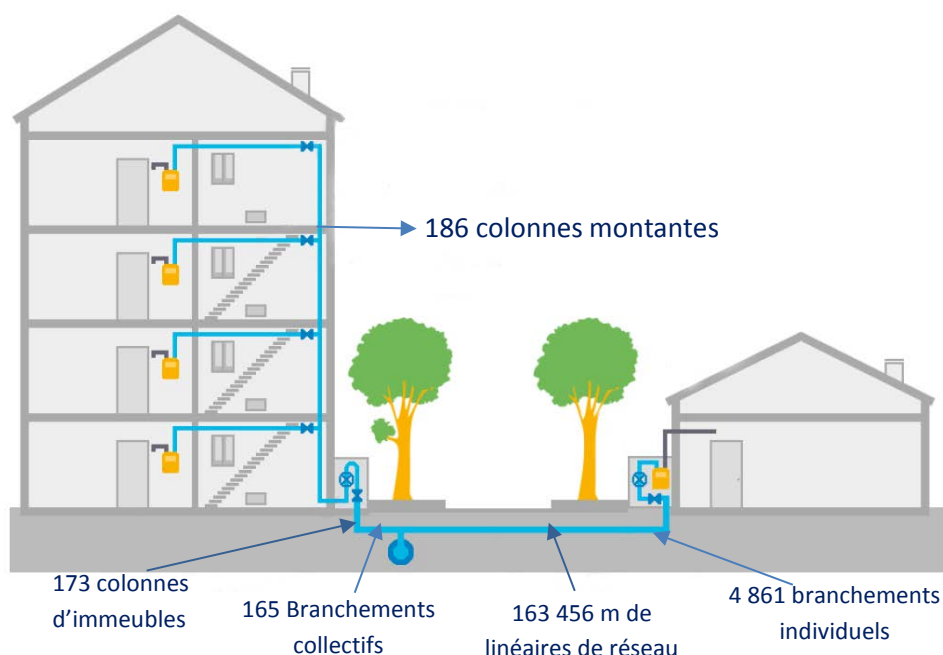 186 colonnes montantes
173 colonnes
d’immeubles
165 Branchements
collectifs
163 456 m de
linéaires de réseau
4 861 branchements
individuels